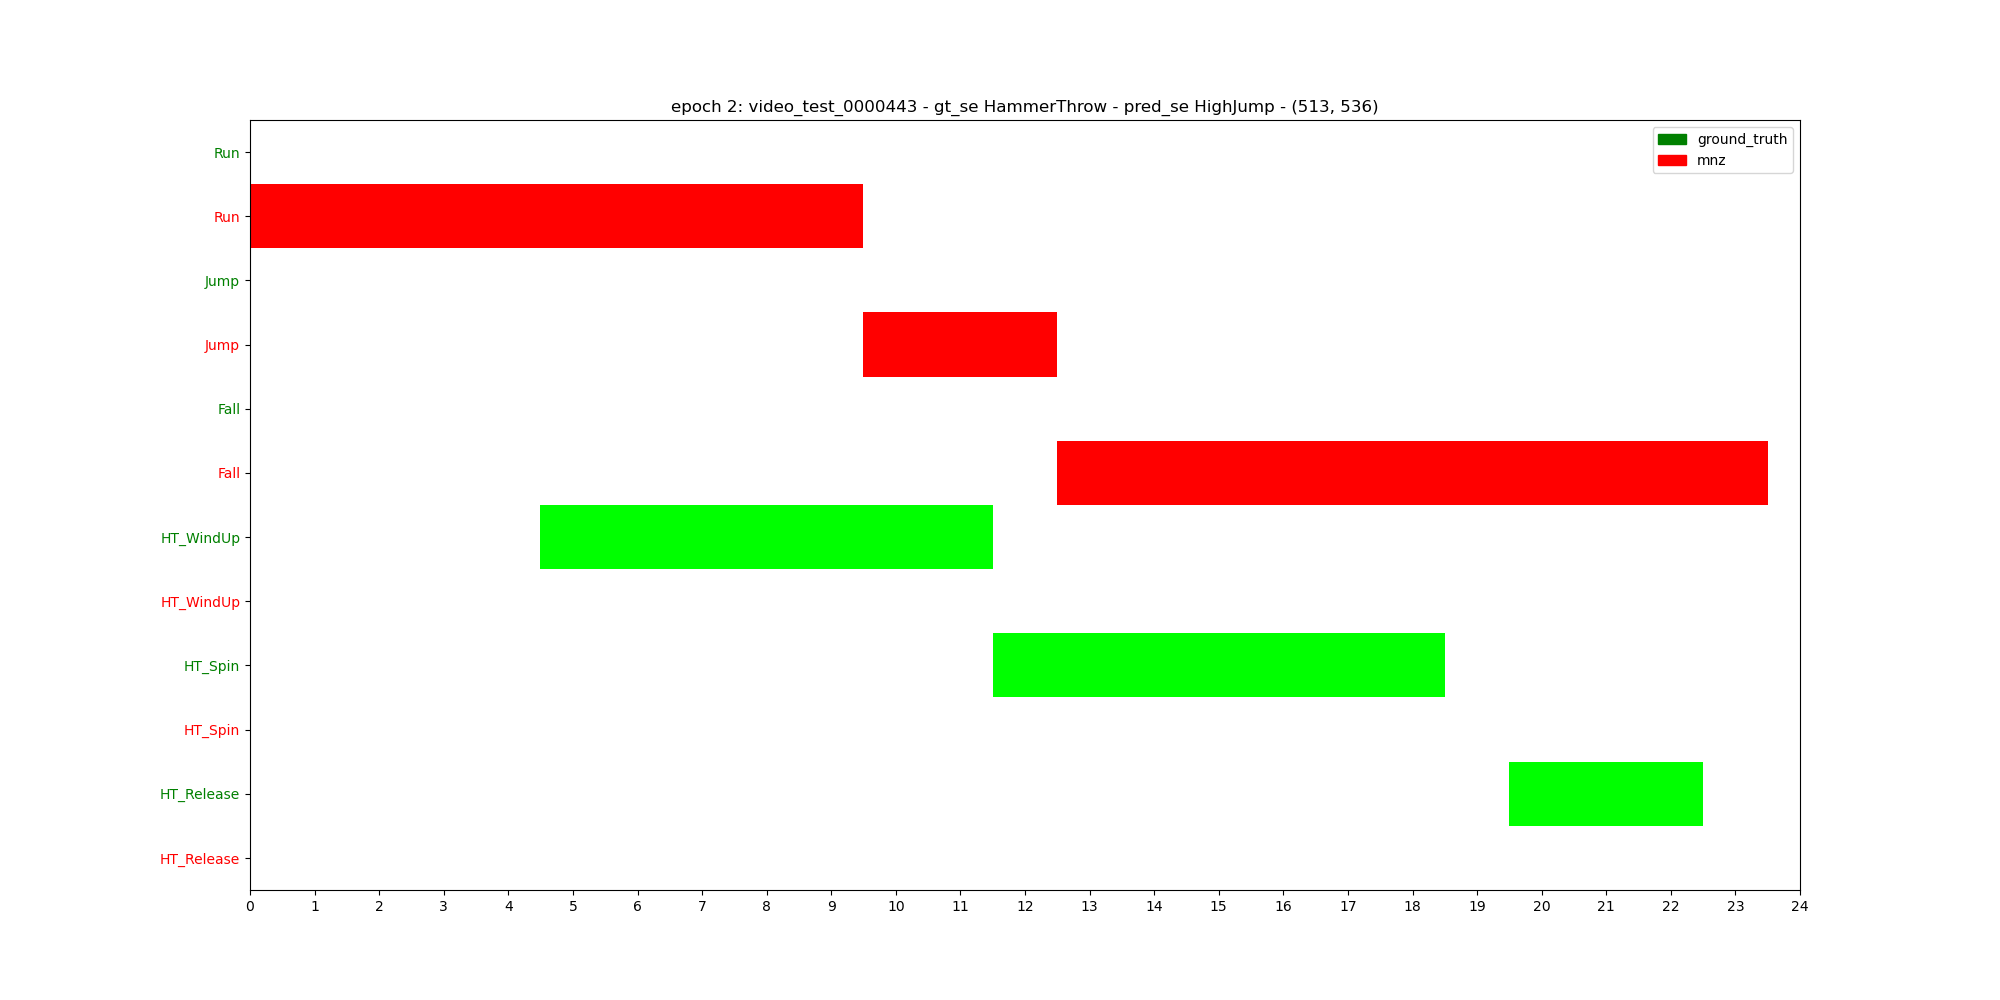 epoch 2: video_test_0000443 - gt_se HammerThrow - pred_se HighJump - (513, 536)
ground_truth
mnz
Run
Run
Jump
Jump
Fall
Fall
HT_WindUp
HT_WindUp
HT_Spin
HT_Spin
HT_Release
HT_Release
0 1 2 3 4 5 6 7 8 9 10 11 12 13 14 15 16 17 18 19 20 21 22 23 24